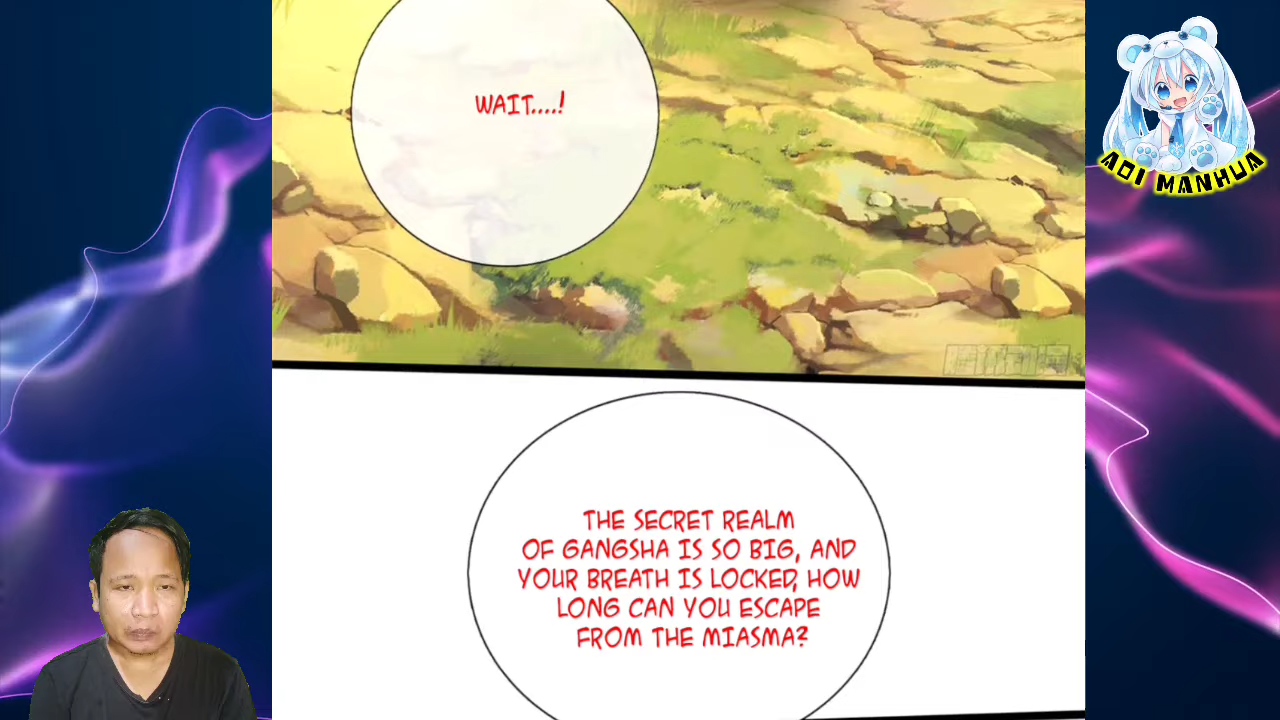 WAIT....!
THE SECRET REALM
OF GANGSHA IS SO BIG, AND
YOUR BREATH IS LOCKED, HOW
LONG CAN YOU ESCAPE
FROM THE MIASMA?
AOI MANHUA